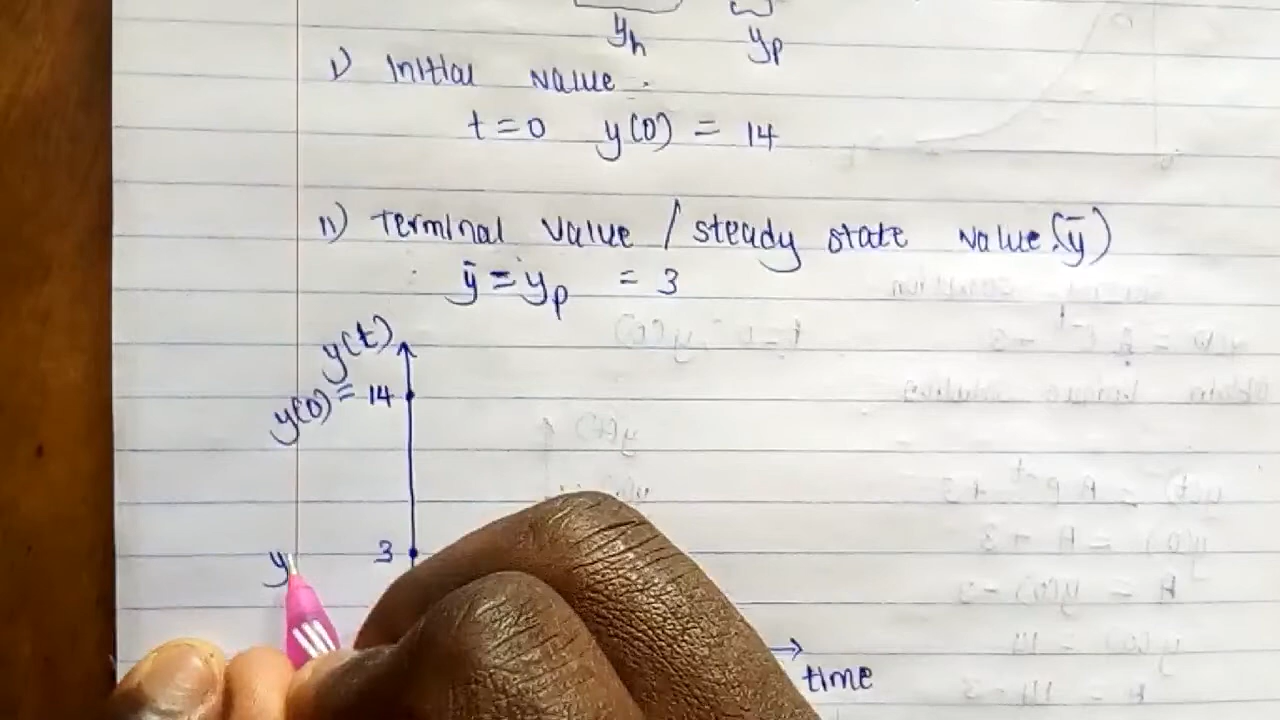 yh yp
i) Initial value.
t = 0 y(0) = 14
ii) Terminal value / steady state value (ȳ)
ȳ = yp = 3
y(t)
y(0) = 14
y 3
time